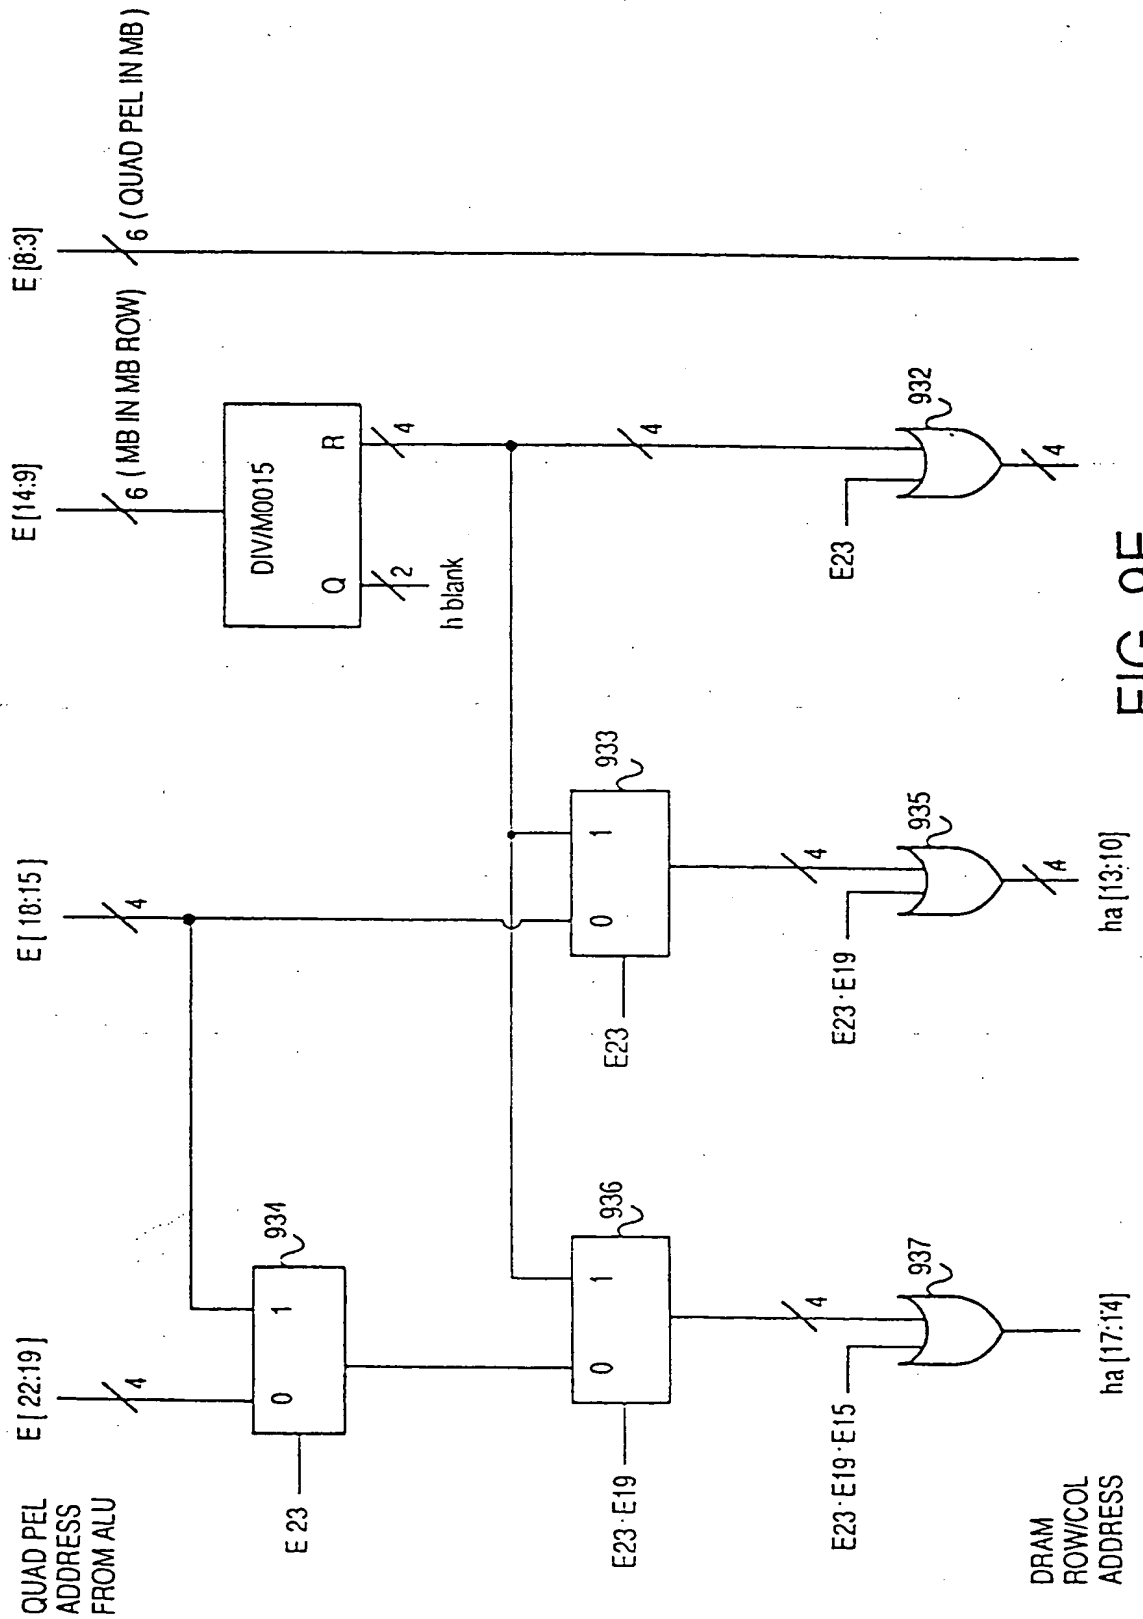 QUAD PEL
ADDRESS
FROM ALU
E [ 22:19 ]
E [ 18:15 ]
E [14:9]
E [8:3]
4
4
6 ( MB IN MB ROW)
6 ( QUAD PEL IN MB )
DIV/M0015
Q
R
2
h blank
4
E 23
0
1
934
E23·E19
0
1
936
E23
0
1
933
4
4
4
E23·E19·E15
937
E23·E19
935
E23
932
4
4
DRAM
ROW/COL
ADDRESS
ha [17:14]
ha [13:10]